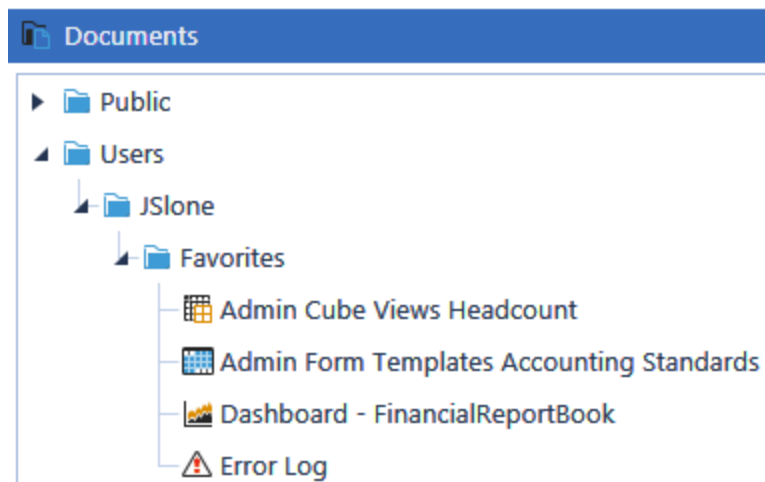 Documents
Public
Users
JSlone
Favorites
Admin Cube Views Headcount
Admin Form Templates Accounting Standards
Dashboard - FinancialReportBook
Error Log